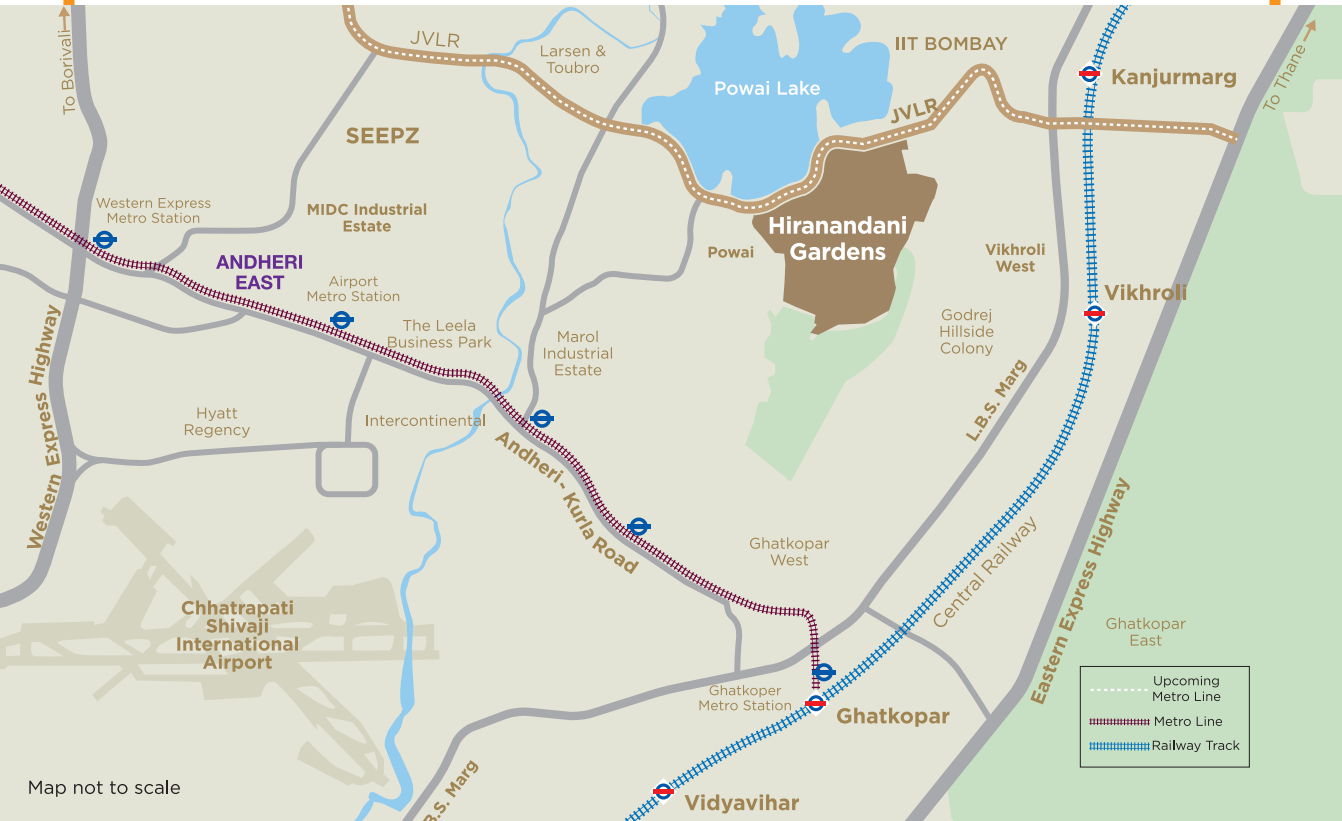 To Borivali
JVLR
Larsen &
Toubro
IIT BOMBAY
Powai Lake
Kanjurmarg
To Thane
JVLR
SEEPZ
Western Express
Metro Station
MIDC Industrial
Estate
Hiranandani
Gardens
Powai
Vikhroli
West
ANDHERI
EAST
Airport
Metro Station
Vikhroli
The Leela
Business Park
Marol
Industrial
Estate
Godrej
Hillside
Colony
Western Express Highway
L.B.S. Marg
Hyatt
Regency
Intercontinental
Andheri - Kurla Road
Ghatkopar
West
Central Railway
Eastern Express Highway
Chhatrapati
Shivaji
International
Airport
Ghatkopar
East
Ghatkoper
Metro Station
Ghatkopar
Upcoming
Metro Line
Metro Line
Railway Track
Map not to scale
B.S. Marg
Vidyavihar